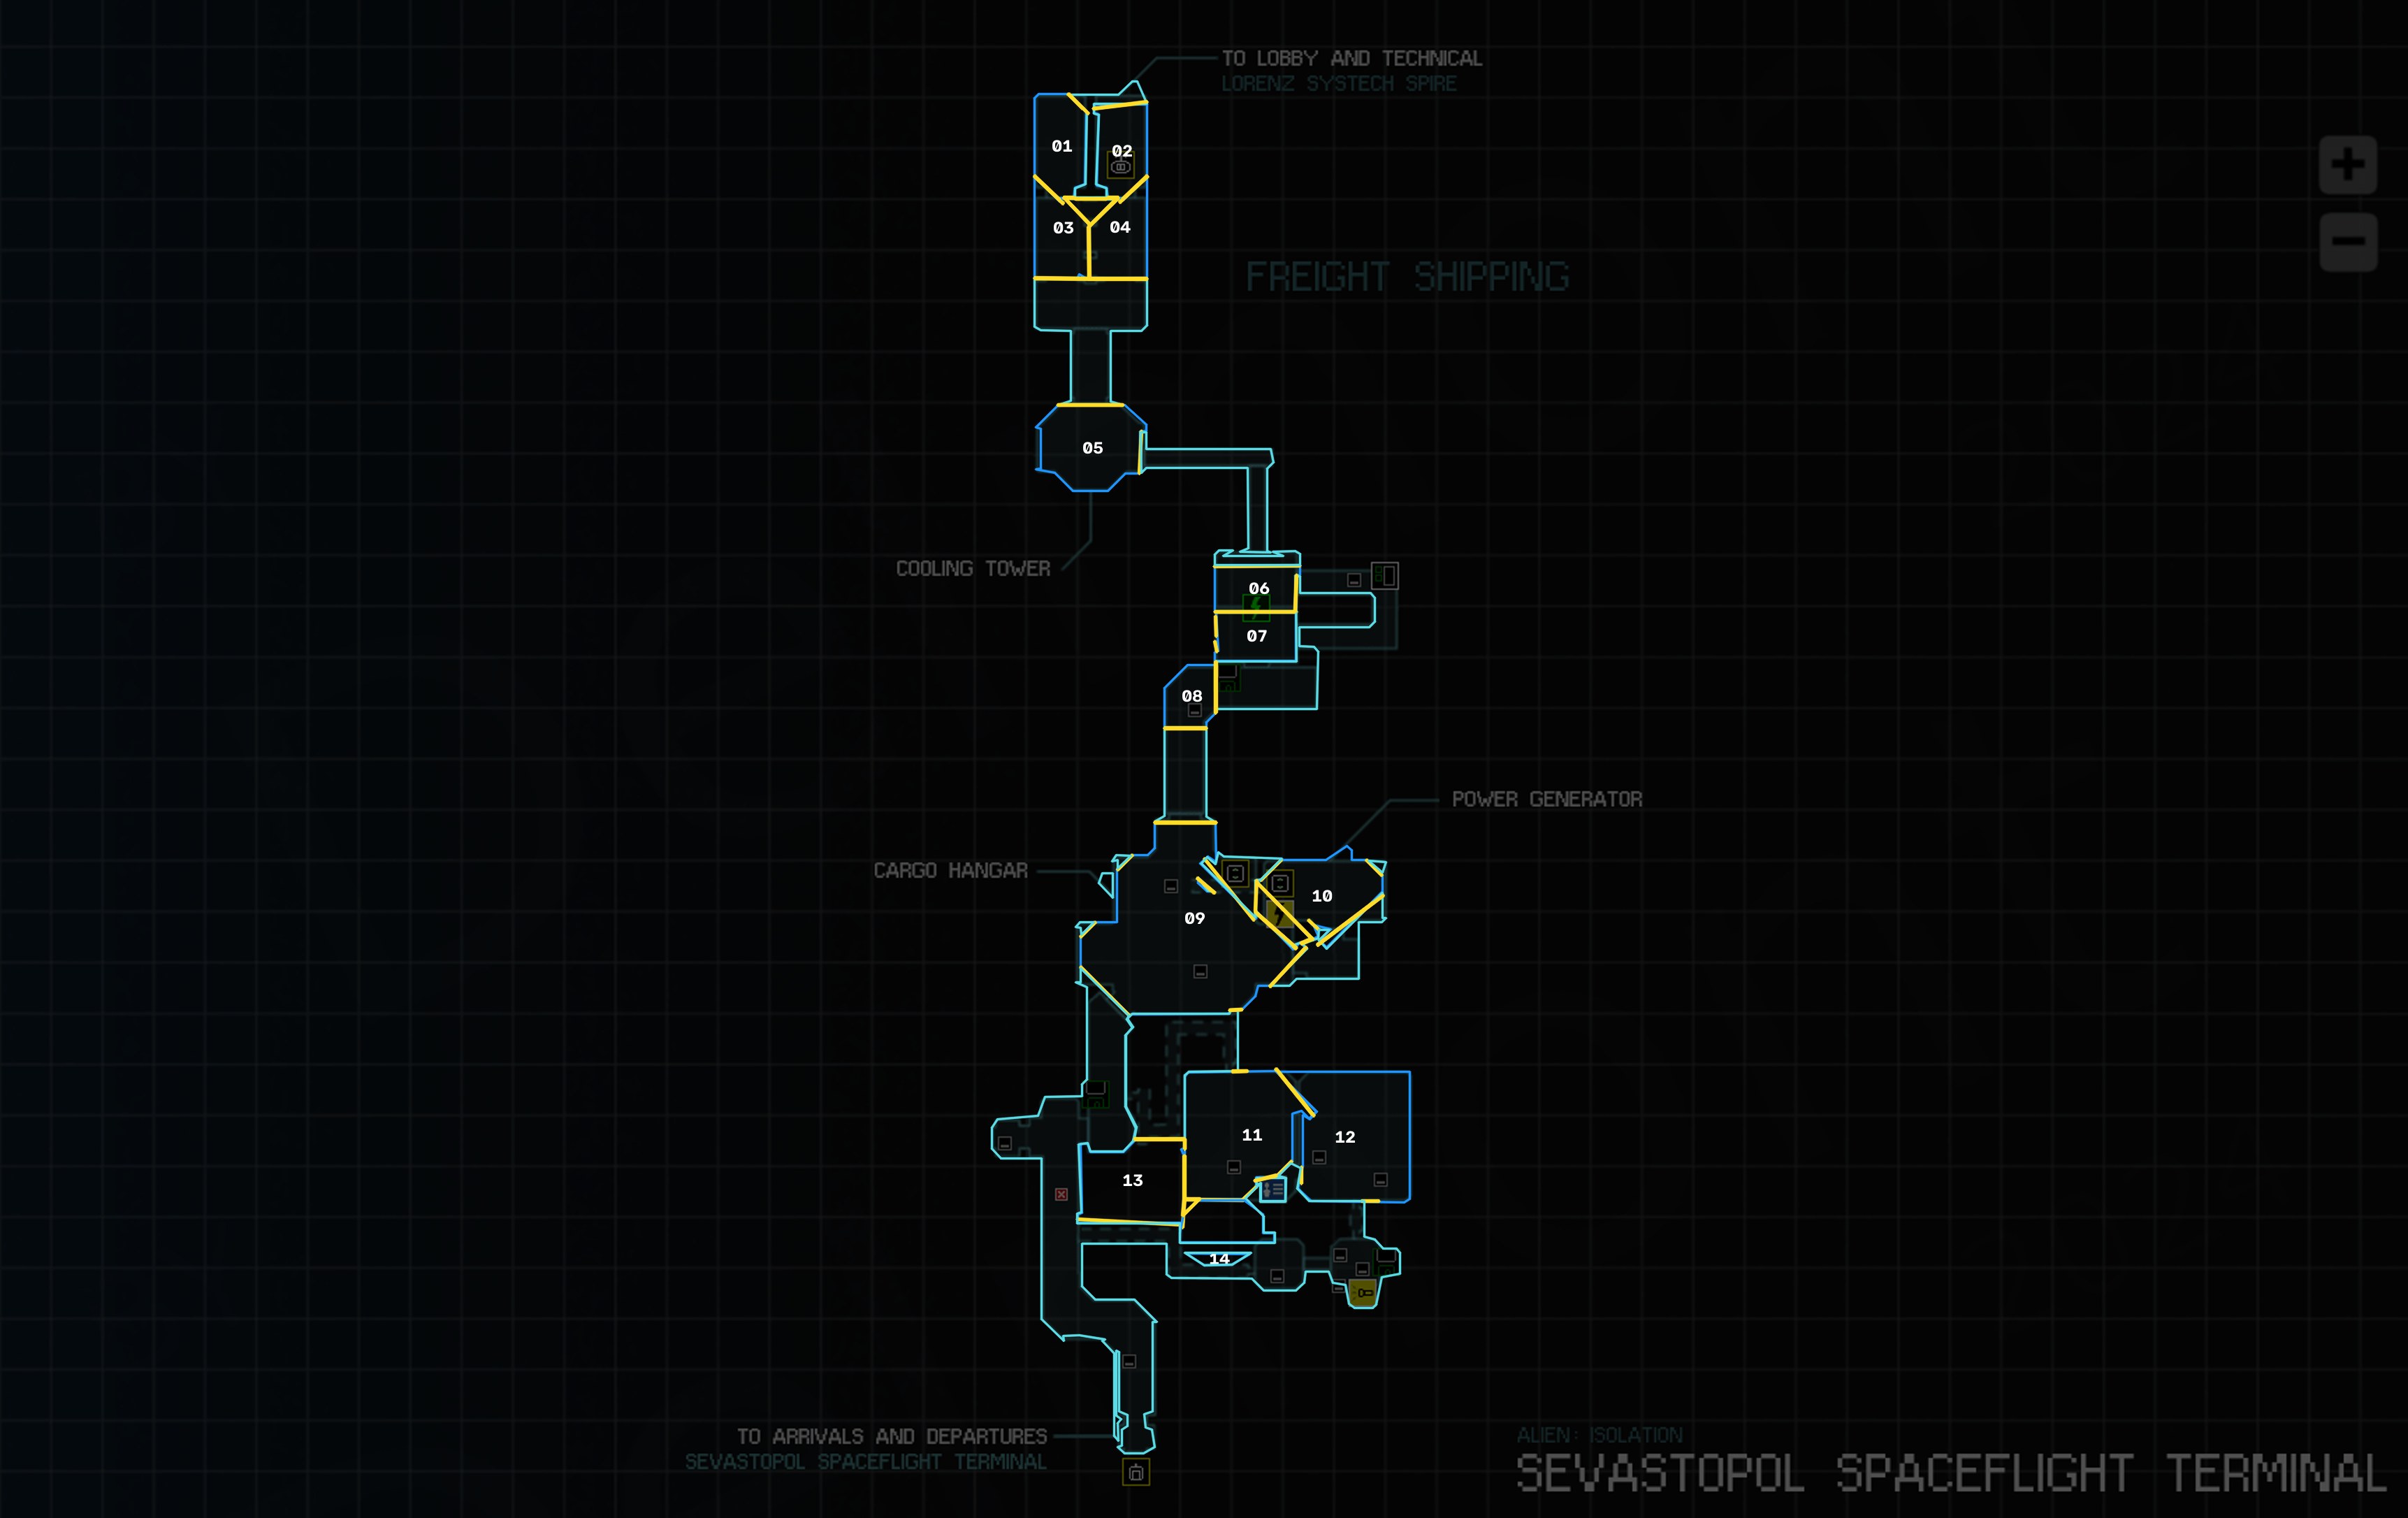 TO LOBBY AND TECHNICAL
LORENZ SYSTECH SPIRE
01
02
03
04
FREIGHT SHIPPING
05
COOLING TOWER
06
07
08
POWER GENERATOR
CARGO HANGAR
10
09
11
12
13
14
TO ARRIVALS AND DEPARTURES
SEVASTOPOL SPACEFLIGHT TERMINAL
ALIEN: ISOLATION
SEVASTOPOL SPACEFLIGHT TERMINAL